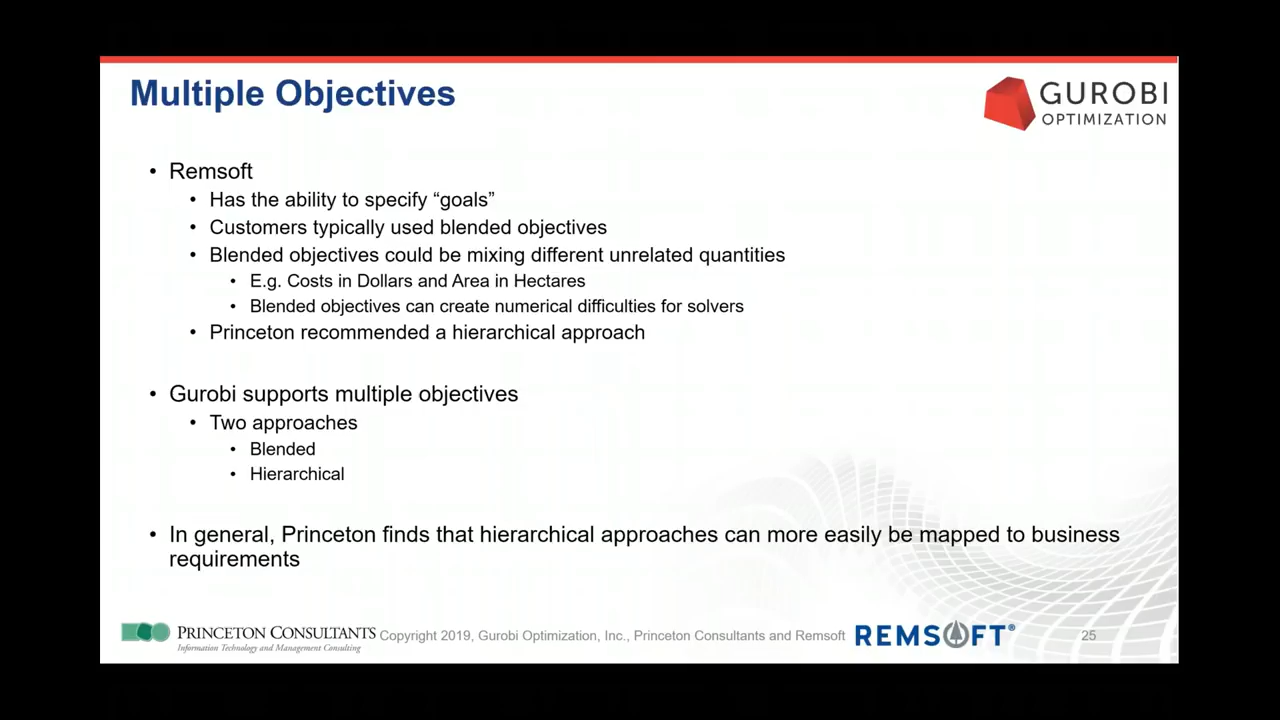 Multiple Objectives
GUROBI
OPTIMIZATION
• Remsoft
• Has the ability to specify “goals”
• Customers typically used blended objectives
• Blended objectives could be mixing different unrelated quantities
• E.g. Costs in Dollars and Area in Hectares
• Blended objectives can create numerical difficulties for solvers
• Princeton recommended a hierarchical approach
• Gurobi supports multiple objectives
• Two approaches
• Blended
• Hierarchical
• In general, Princeton finds that hierarchical approaches can more easily be mapped to business
requirements
PRINCETON CONSULTANTS
Information Technology and Management Consulting
Copyright 2019, Gurobi Optimization, Inc., Princeton Consultants and Remsoft
REMSOFT®
25